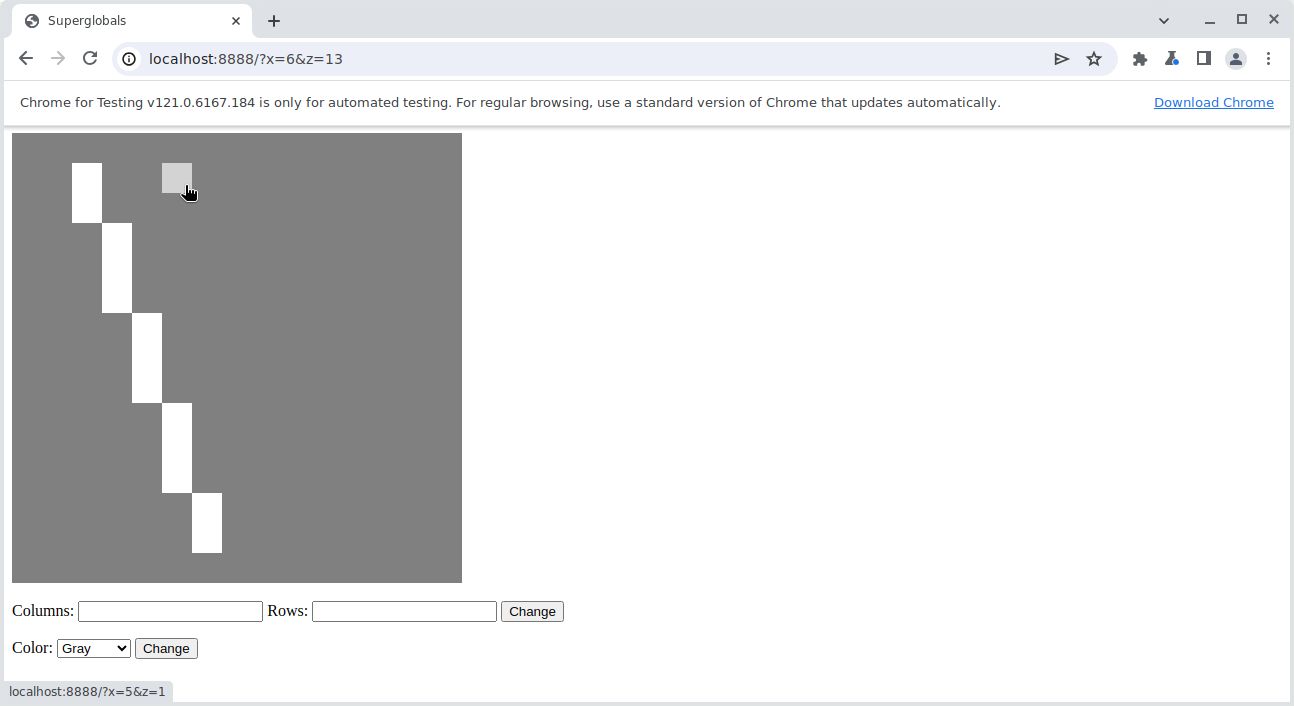 Superglobals
localhost:8888/?x=6&z=13
Chrome for Testing v121.0.6167.184 is only for automated testing. For regular browsing, use a standard version of Chrome that updates automatically. Download Chrome
Columns: Rows: Change
Color: Gray Change
localhost:8888/?x=5&z=1